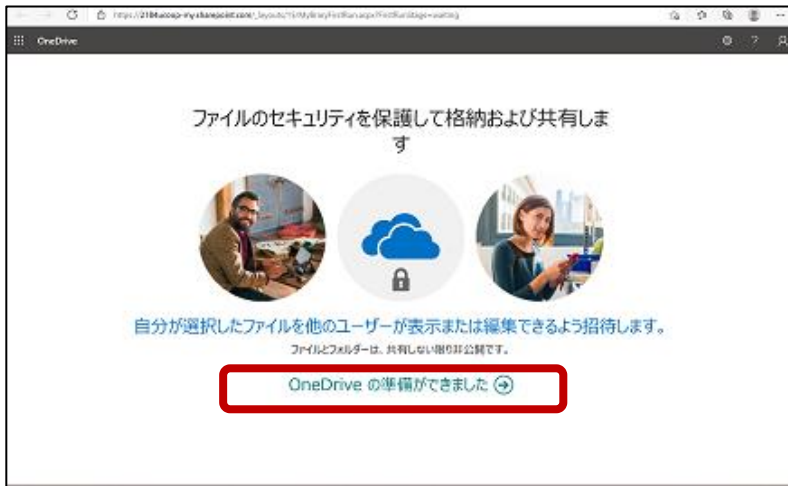 OneDrive
?
ファイルのセキュリティを保護して格納および共有しま
す
自分が選択したファイルを他のユーザーが表示または編集できるよう招待します。
ファイルとフォルダーは、共有しない限り非公開です。
OneDrive の準備ができました